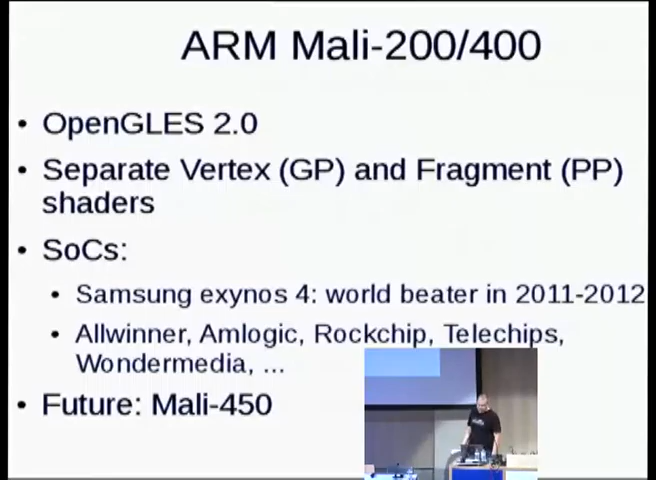 ARM Mali-200/400
• OpenGLES 2.0
• Separate Vertex (GP) and Fragment (PP)
shaders
• SoCs:
• Samsung exynos 4: world beater in 2011-2012
• Allwinner, Amlogic, Rockchip, Telechips,
Wondermedia, ...
• Future: Mali-450